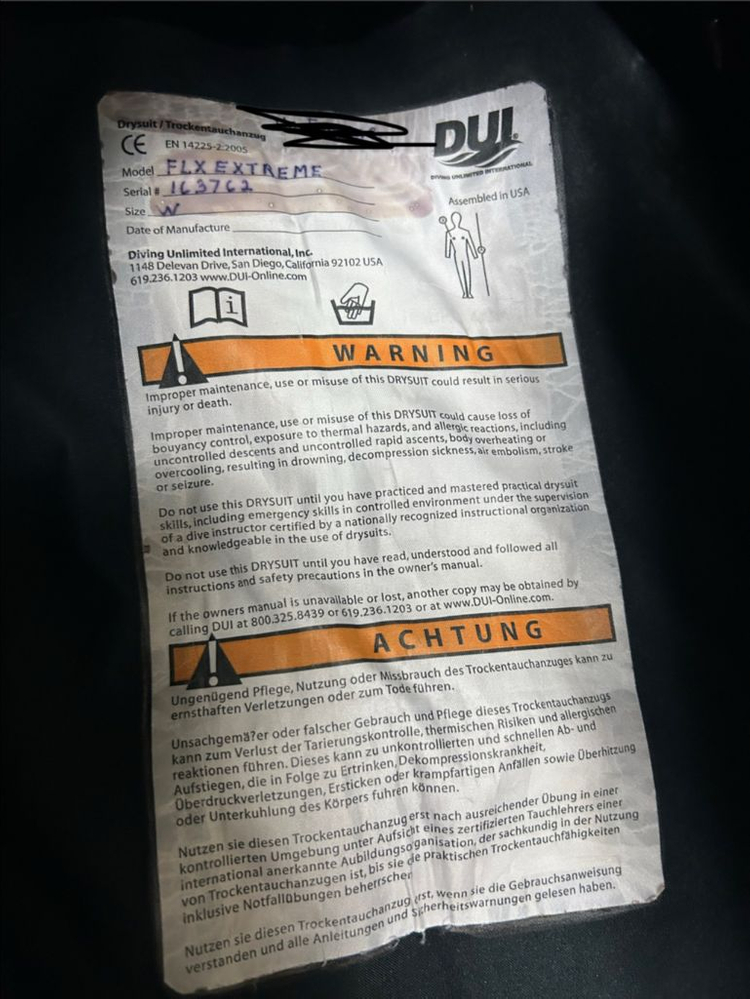 Drysuit / Trockentauchanzug
CE EN 14225-2:2005
DUI®
DIVING UNLIMITED INTERNATIONAL
Model FLX EXTREME
Serial # 163762
Size W
Assembled in USA
Date of Manufacture
Diving Unlimited International, Inc.
1148 Delevan Drive, San Diego, California 92102 USA
619.236.1203 www.DUI-Online.com
i
WARNING
Improper maintenance, use or misuse of this DRYSUIT could result in serious
injury or death.
Improper maintenance, use or misuse of this DRYSUIT could cause loss of
bouyancy control, exposure to thermal hazards, and allergic reactions, including
uncontrolled descents and uncontrolled rapid ascents, body overheating or
overcooling, resulting in drowning, decompression sickness, air embolism, stroke
or seizure.
Do not use this DRYSUIT until you have practiced and mastered practical drysuit
skills, including emergency skills in controlled environment under the supervision
of a dive instructor certified by a nationally recognized instructional organization
and knowledgeable in the use of drysuits.
Do not use this DRYSUIT until you have read, understood and followed all
instructions and safety precautions in the owner's manual.
If the owners manual is unavailable or lost, another copy may be obtained by
calling DUI at 800.325.8439 or 619.236.1203 or at www.DUI-Online.com.
ACHTUNG
Ungenügend Pflege, Nutzung oder Missbrauch des Trockentauchanzuges kann zu
ernsthaften Verletzungen oder zum Tode führen.
Unsachgemä?er oder falscher Gebrauch und Pflege dieses Trockentauchanzugs
kann zum Verlust der Tarierungskontrolle, thermischen Risiken und allergischen
reaktionen führen. Dieses kann zu unkontrollierten und schnellen Ab- und
Aufstiegen, die in Folge zu Ertrinken, Dekompressionskrankheit,
Überdruckverletzungen, Ersticken oder krampfartigen Anfällen sowie Überhitzung
oder Unterkuhlung des Körpers fuhren können.
Nutzen sie diesen Trockentauchanzug erst nach ausreichender Übung in einer
kontrollierten Umgebung unter Aufsicht eines zertifizierten Tauchlehrers einer
international anerkannte Aubildungsoganisation, der sachkundig in der Nutzung
von Trockentauchanzugen ist, bis sie de praktischen Trockentauchfähigkeiten
inklusive Notfallübungen beherrschen
Nutzen sie diesen Trockentauchanzug erst, wenn sie die Gebrauchsanweisung
verstanden und alle Anleitungen und Sicherheitswarnungen gelesen haben.